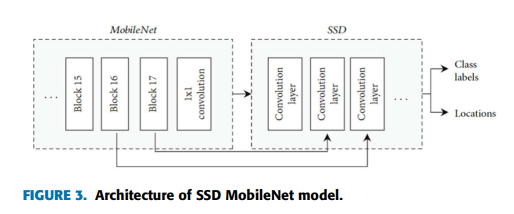 MobileNet
SSD
...
Block 15
Block 16
Block 17
1x1
convolution
Convolution
layer
Convolution
layer
Convolution
layer
...
Class
labels
Locations
FIGURE 3. Architecture of SSD MobileNet model.